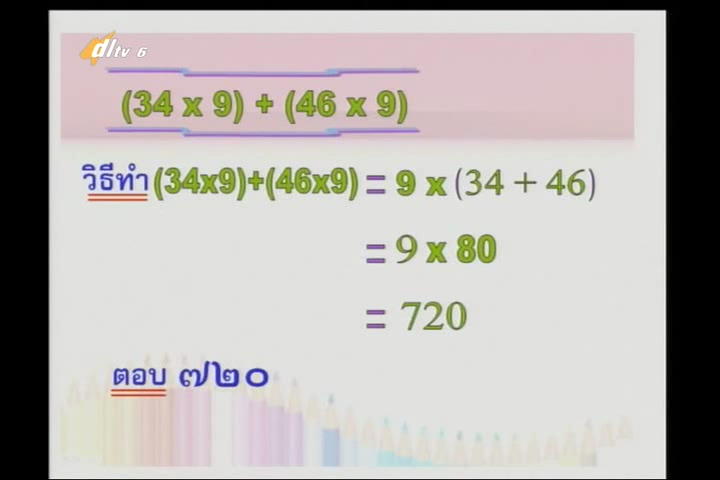 dltv 6
(34 x 9) + (46 x 9)
วิธีทำ (34x9)+(46x9) = 9 x (34 + 46)
= 9 x 80
= 720
ตอบ ๗๒๐